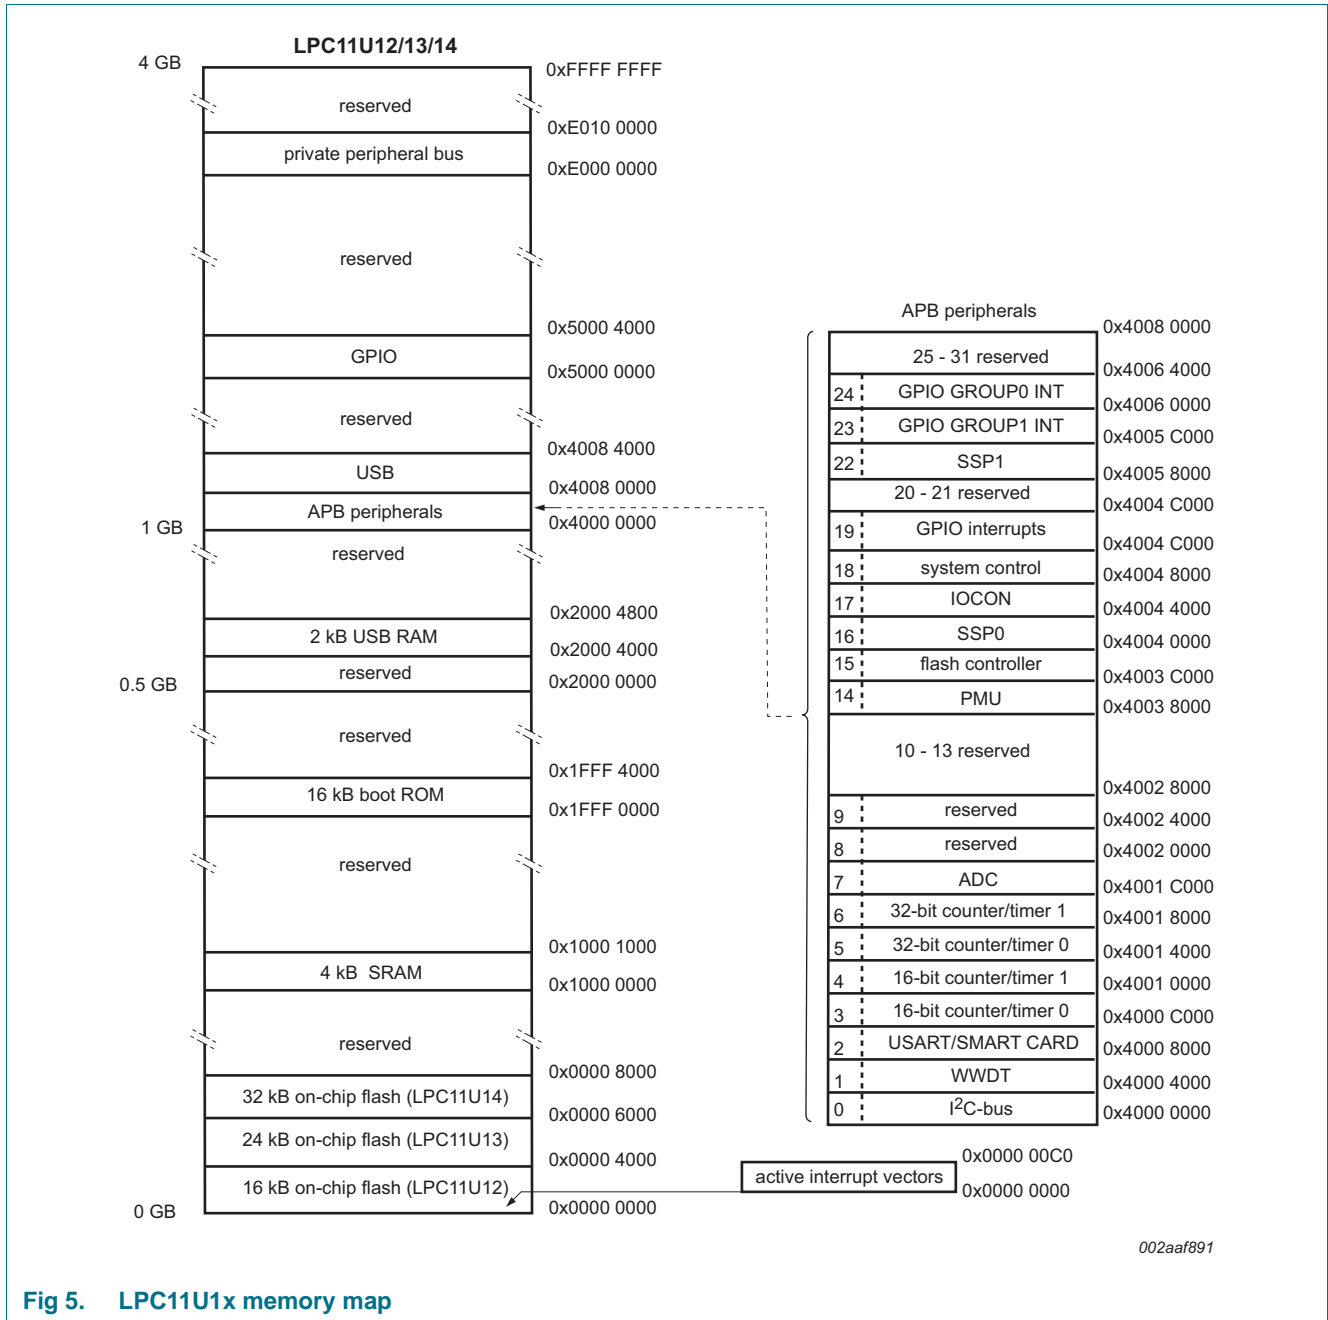 LPC11U12/13/14
4 GB
0xFFFF FFFF
reserved
0xE010 0000
private peripheral bus
0xE000 0000
reserved
0x5000 4000
GPIO
0x5000 0000
reserved
0x4008 4000
USB
0x4008 0000
APB peripherals
1 GB
0x4000 0000
reserved
0x2000 4800
2 kB USB RAM
0x2000 4000
reserved
0.5 GB
0x2000 0000
reserved
0x1FFF 4000
16 kB boot ROM
0x1FFF 0000
reserved
0x1000 1000
4 kB SRAM
0x1000 0000
reserved
0x0000 8000
32 kB on-chip flash (LPC11U14)
0x0000 6000
24 kB on-chip flash (LPC11U13)
0x0000 4000
16 kB on-chip flash (LPC11U12)
0 GB
0x0000 0000
APB peripherals
0x4008 0000
25 - 31 reserved
0x4006 4000
24 GPIO GROUP0 INT
0x4006 0000
23 GPIO GROUP1 INT
0x4005 C000
22 SSP1
0x4005 8000
20 - 21 reserved
0x4004 C000
19 GPIO interrupts
0x4004 C000
18 system control
0x4004 8000
17 IOCON
0x4004 4000
16 SSP0
0x4004 0000
15 flash controller
0x4003 C000
14 PMU
0x4003 8000
10 - 13 reserved
0x4002 8000
9 reserved
0x4002 4000
8 reserved
0x4002 0000
7 ADC
0x4001 C000
6 32-bit counter/timer 1
0x4001 8000
5 32-bit counter/timer 0
0x4001 4000
4 16-bit counter/timer 1
0x4001 0000
3 16-bit counter/timer 0
0x4000 C000
2 USART/SMART CARD
0x4000 8000
1 WWDT
0x4000 4000
0 I2C-bus
0x4000 0000
0x0000 00C0
active interrupt vectors
0x0000 0000
002aaf891
Fig 5. LPC11U1x memory map